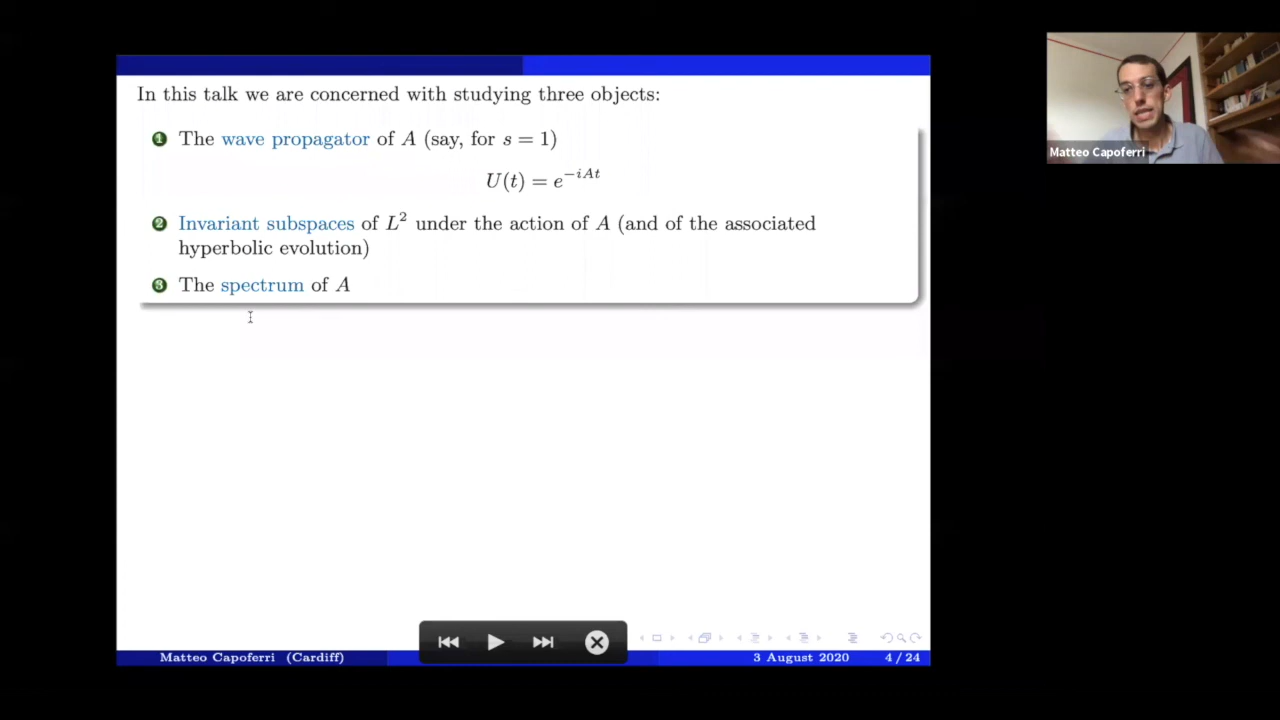 In this talk we are concerned with studying three objects:
1 The wave propagator of A (say, for s = 1)
U(t) = e^{-iAt}
2 Invariant subspaces of L² under the action of A (and of the associated
hyperbolic evolution)
3 The spectrum of A
Matteo Capoferri
Matteo Capoferri (Cardiff)
3 August 2020
4 / 24